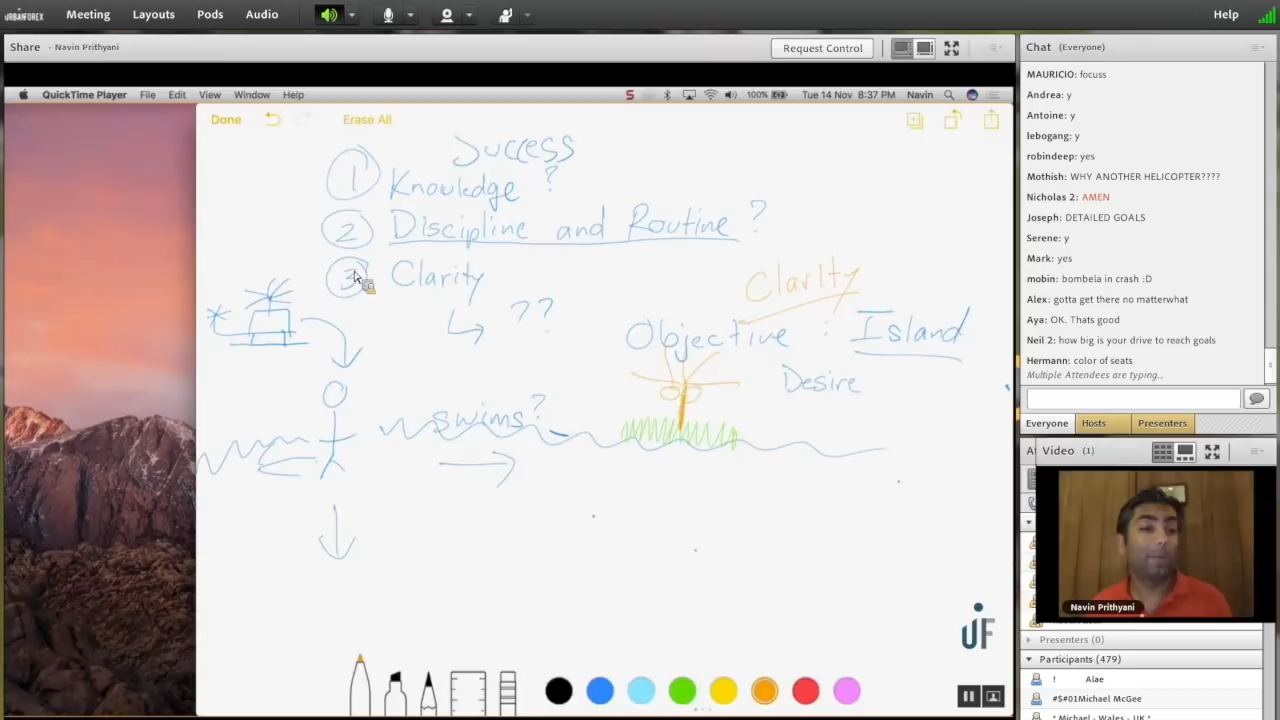 URBANFOREX Meeting Layouts Pods Audio Help
Share - Navin Prithyani
Request Control
QuickTime Player File Edit View Window Help
S 100% Tue 14 Nov 8:37 PM Navin
Done Erase All
Success
1 Knowledge ?
2 Discipline and Routine ?
3 Clarity
? ?
Clarity
Objective : Island
Desire
swims?
UF
Chat (Everyone)
MAURICIO: focuss
Andrea: y
Antoine: y
lebogang: y
robindeep: yes
Mothish: WHY ANOTHER HELICOPTER????
Nicholas 2: AMEN
Joseph: DETAILED GOALS
Serene: y
Mark: yes
mobin: bombela in crash :D
Alex: gotta get there no matterwhat
Aya: OK. Thats good
Neil 2: how big is your drive to reach goals
Hermann: color of seats
Multiple Attendees are typing...
Everyone Hosts Presenters
Video (1)
Navin Prithyani
Presenters (0)
Participants (479)
! Alae
#$#01Michael McGee
* Michael - Wales - UK *